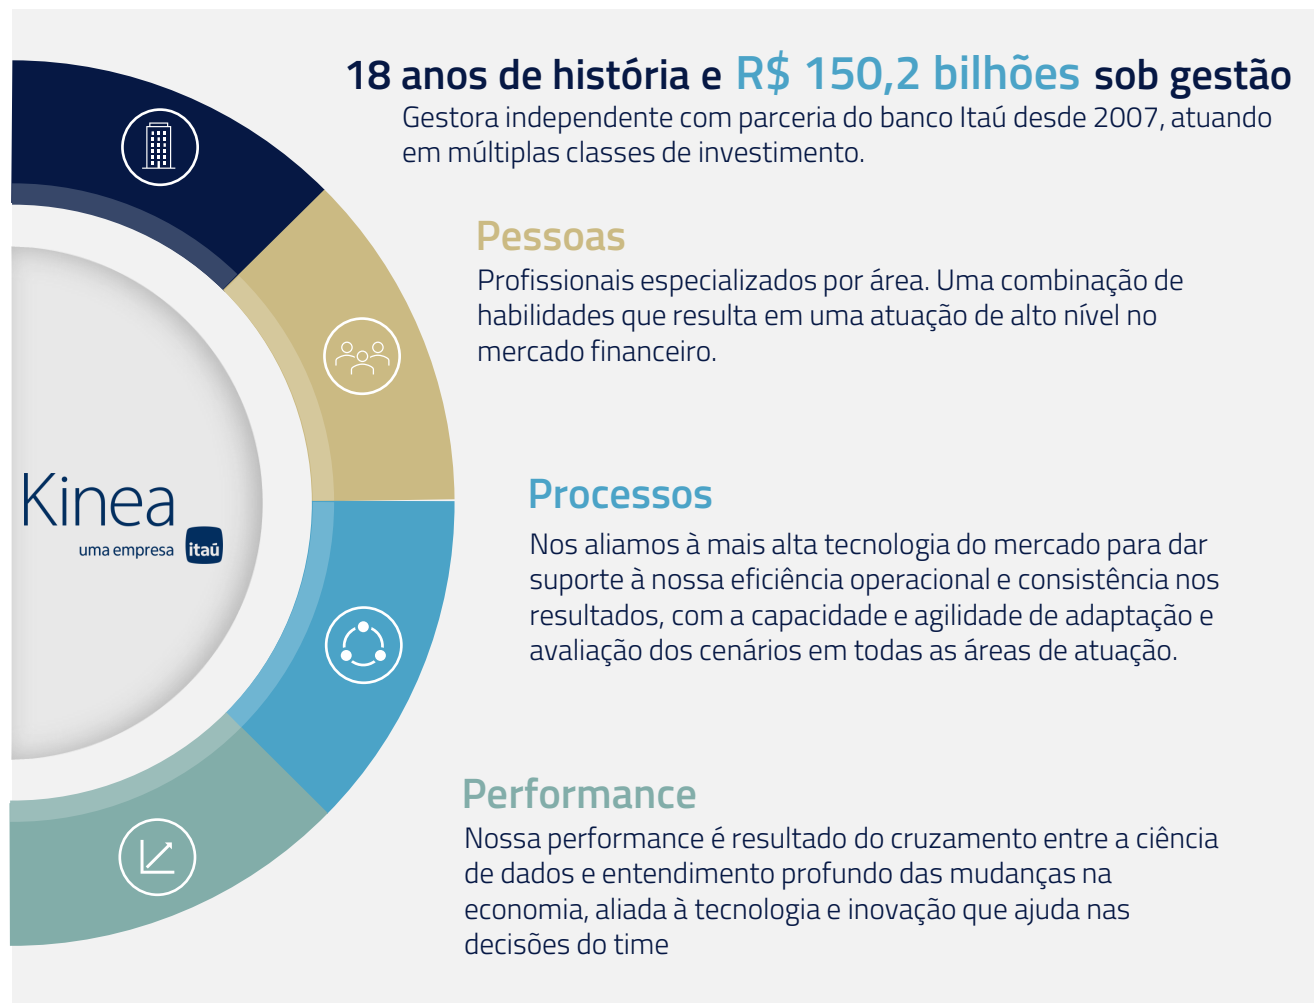 18 anos de história e R$ 150,2 bilhões sob gestão
Gestora independente com parceria do banco Itaú desde 2007, atuando
em múltiplas classes de investimento.
Pessoas
Profissionais especializados por área. Uma combinação de
habilidades que resulta em uma atuação de alto nível no
mercado financeiro.
Kinea
uma empresa itaú
Processos
Nos aliamos à mais alta tecnologia do mercado para dar
suporte à nossa eficiência operacional e consistência nos
resultados, com a capacidade e agilidade de adaptação e
avaliação dos cenários em todas as áreas de atuação.
Performance
Nossa performance é resultado do cruzamento entre a ciência
de dados e entendimento profundo das mudanças na
economia, aliada à tecnologia e inovação que ajuda nas
decisões do time